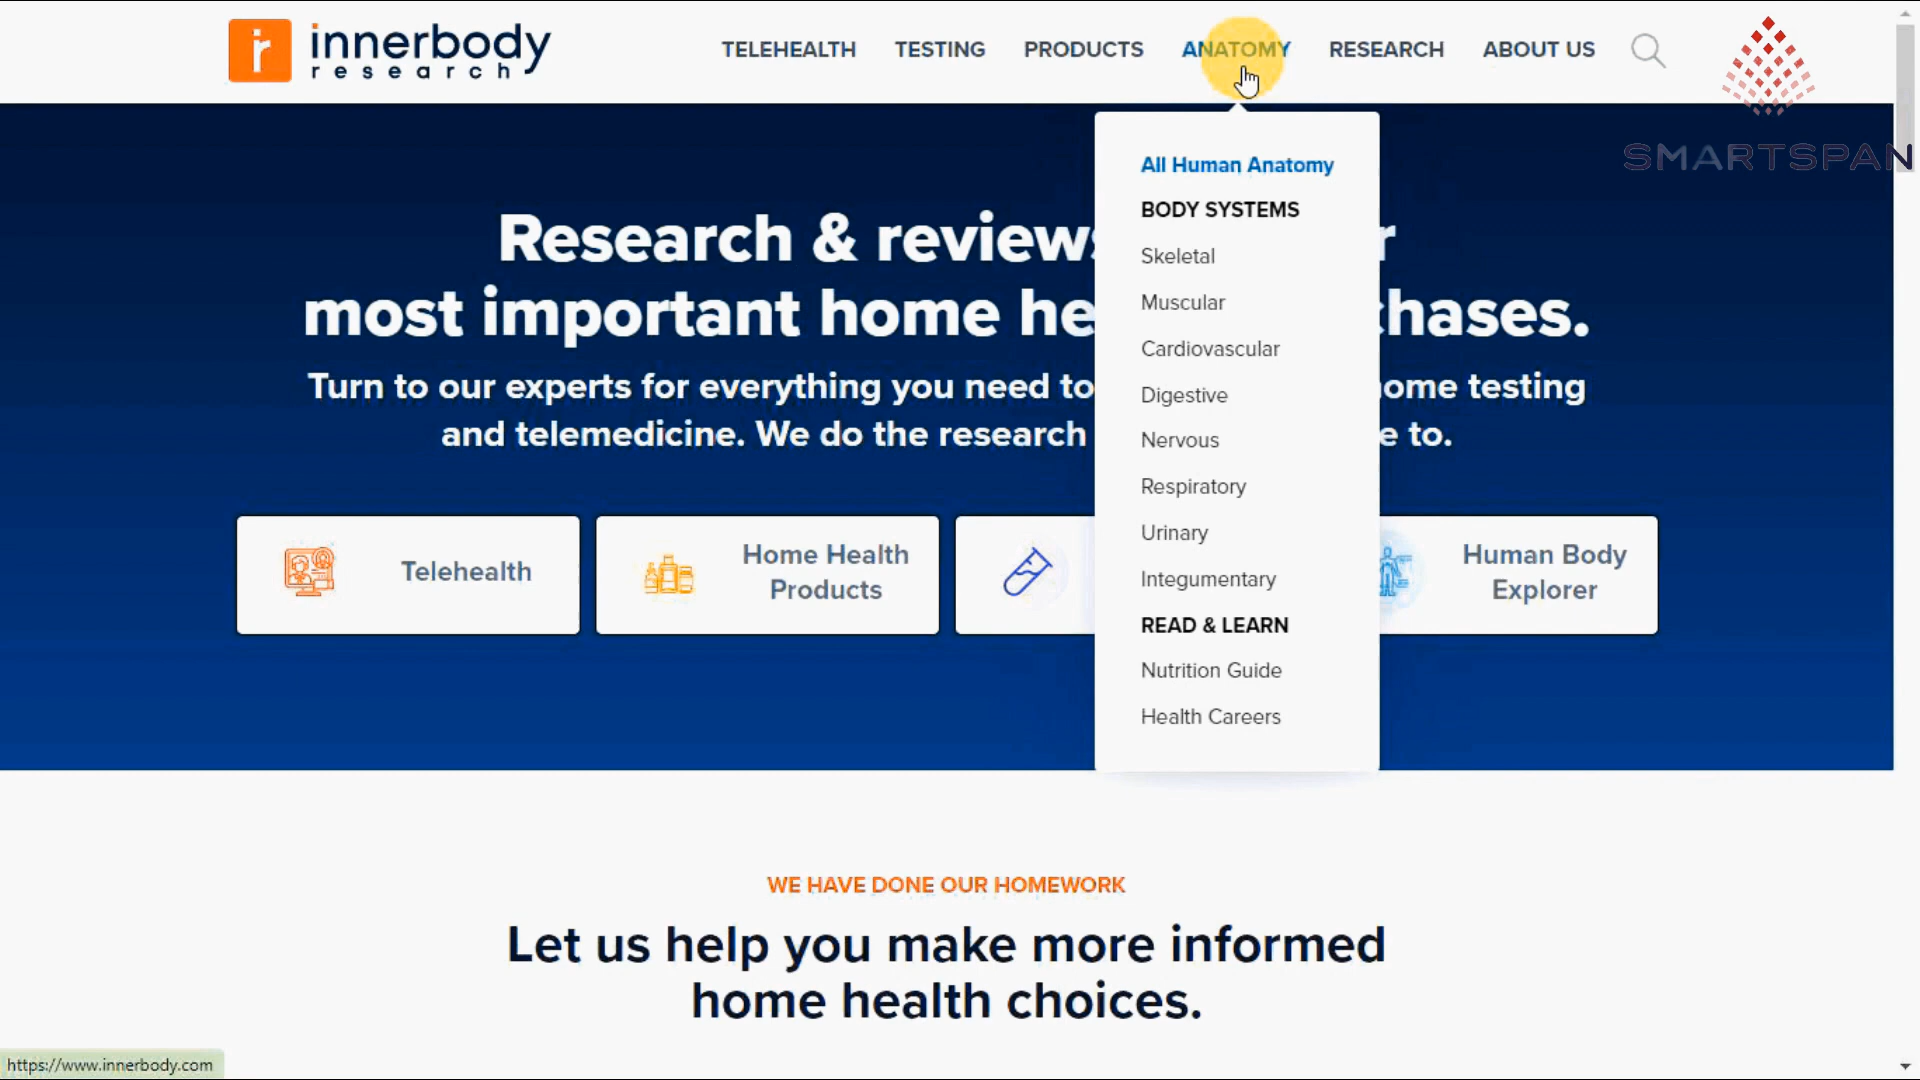 innerbody
research
TELEHEALTH TESTING PRODUCTS ANATOMY RESEARCH ABOUT US
SMARTSPAN
All Human Anatomy
BODY SYSTEMS
Skeletal
Muscular
Cardiovascular
Digestive
Nervous
Respiratory
Urinary
Integumentary
READ & LEARN
Nutrition Guide
Health Careers
Research & reviews
most important home he
Turn to our experts for everything you need to home testing
and telemedicine. We do the research to.
Telehealth
Home Health
Products
Human Body
Explorer
WE HAVE DONE OUR HOMEWORK
Let us help you make more informed
home health choices.
https://www.innerbody.com